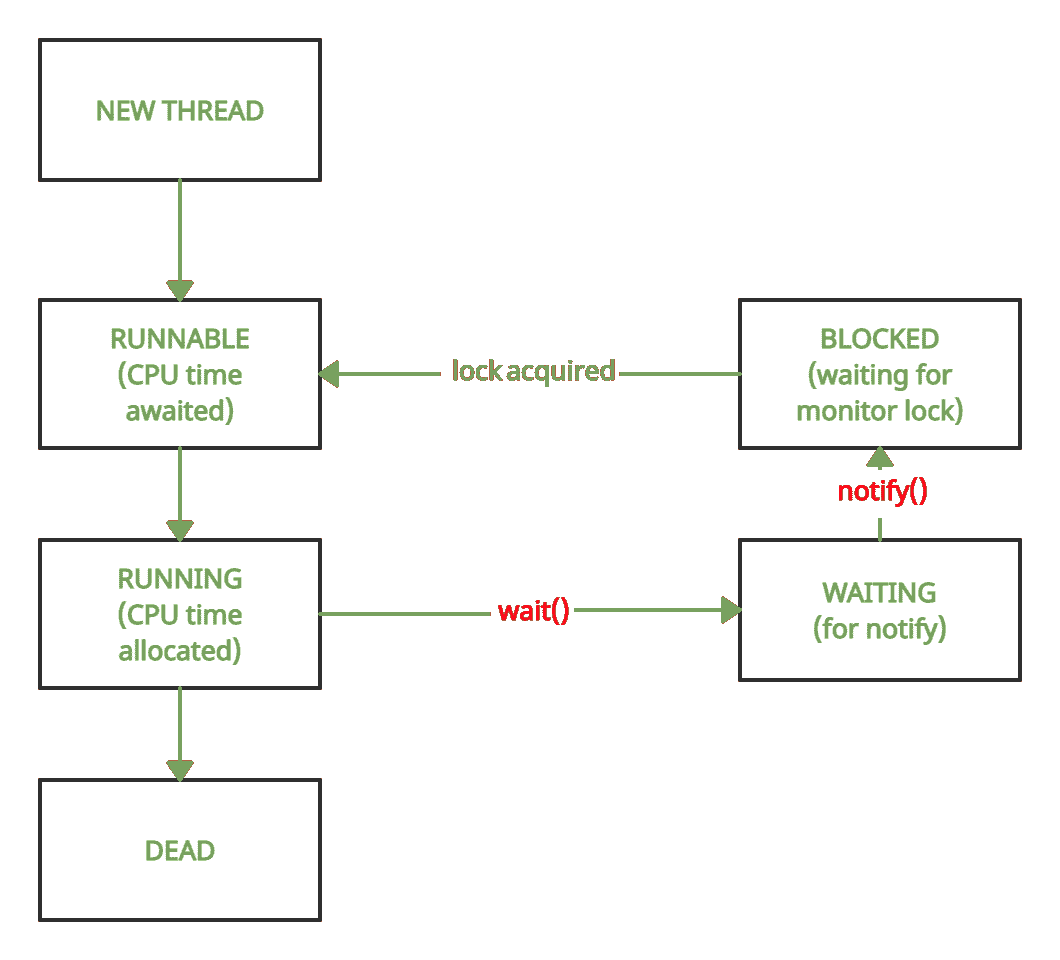 NEW THREAD
RUNNABLE
(CPU time
awaited)
lock acquired
BLOCKED
(waiting for
monitor lock)
notify()
RUNNING
(CPU time
allocated)
wait()
WAITING
(for notify)
DEAD